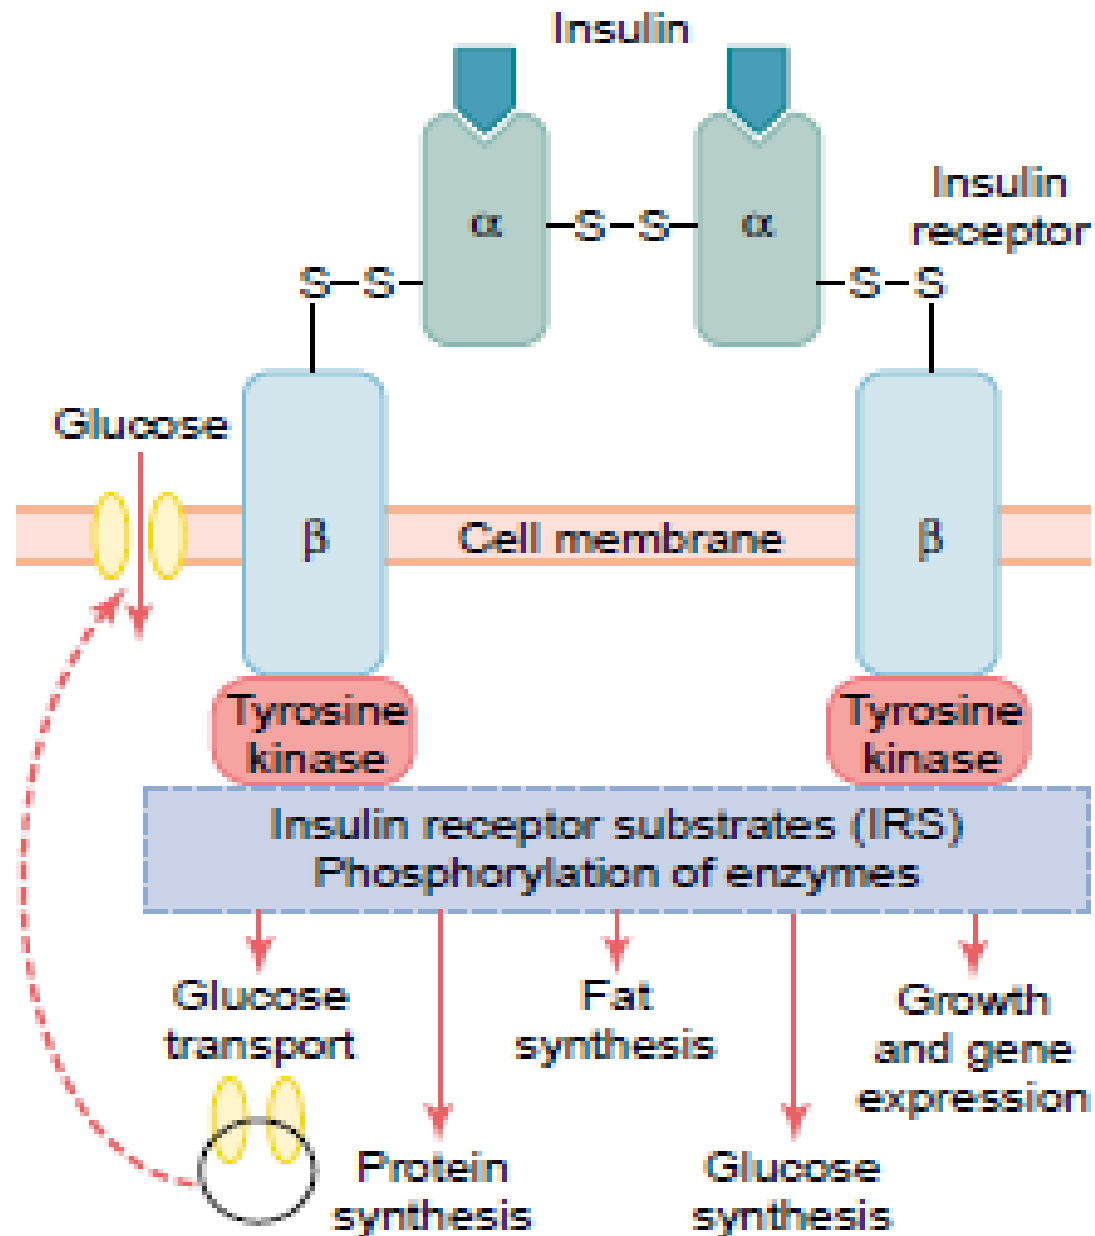 Insulin
Insulin
receptor
α
α
S–S
S–S
S–S
Glucose
β
Cell membrane
β
Tyrosine
kinase
Tyrosine
kinase
Insulin receptor substrates (IRS)
Phosphorylation of enzymes
Glucose
transport
Fat
synthesis
Growth
and gene
expression
Protein
synthesis
Glucose
synthesis